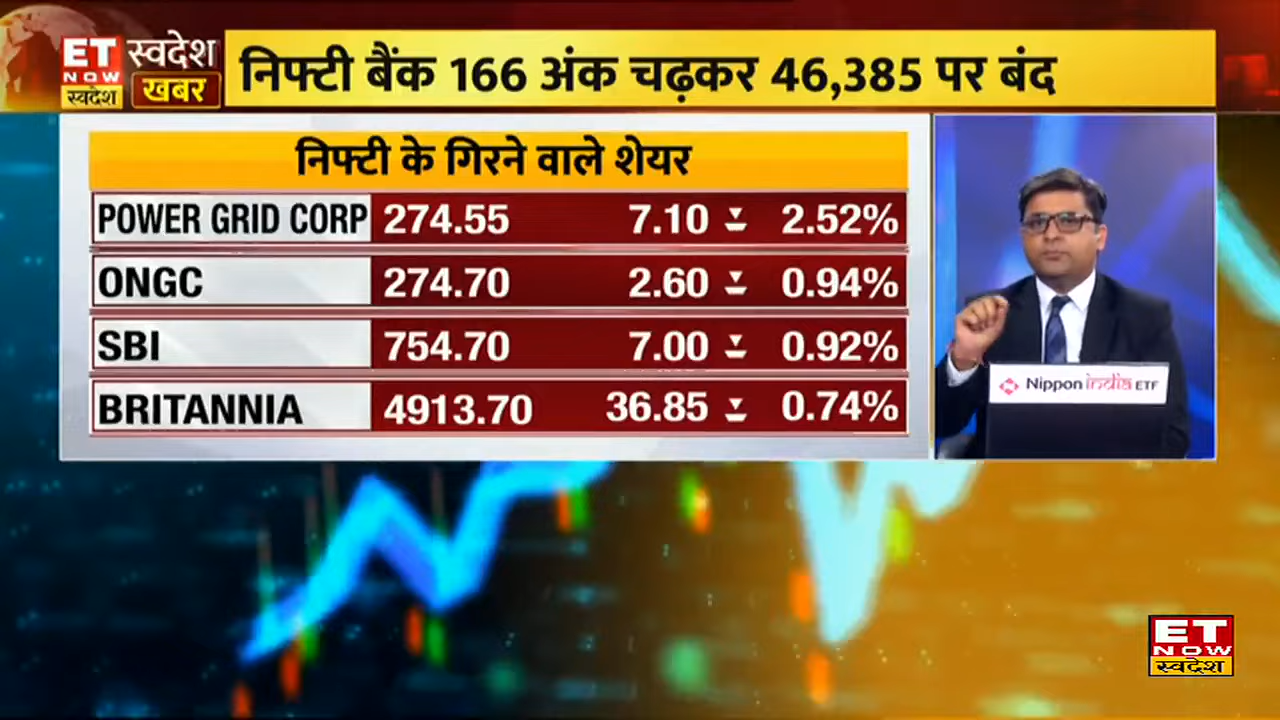 ET NOW स्वदेश
स्वदेश खबर
निफ्टी बैंक 166 अंक चढ़कर 46,385 पर बंद
निफ्टी के गिरने वाले शेयर
POWER GRID CORP 274.55 7.10 2.52%
ONGC 274.70 2.60 0.94%
SBI 754.70 7.00 0.92%
BRITANNIA 4913.70 36.85 0.74%
Nippon india ETF
ET
NOW
स्वदेश